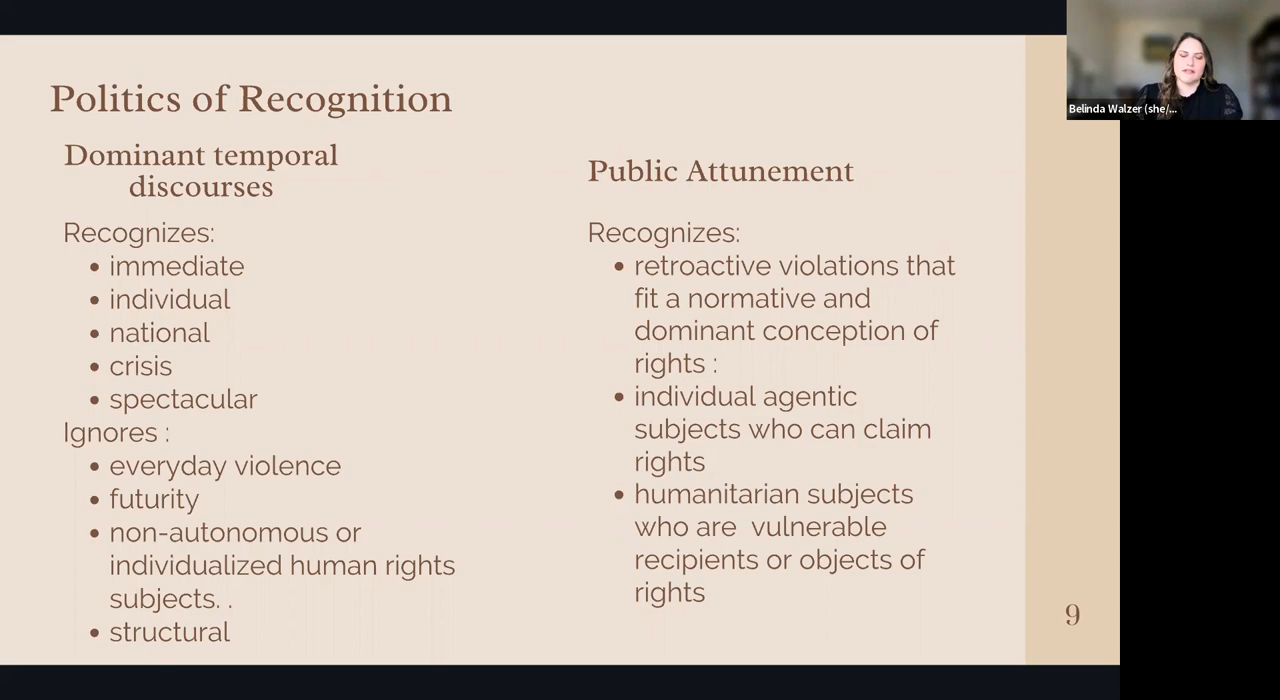 Politics of Recognition
Dominant temporal
discourses
Recognizes:
• immediate
• individual
• national
• crisis
• spectacular
Ignores :
• everyday violence
• futurity
• non-autonomous or
individualized human rights
subjects. .
• structural
Public Attunement
Recognizes:
• retroactive violations that
fit a normative and
dominant conception of
rights :
• individual agentic
subjects who can claim
rights
• humanitarian subjects
who are  vulnerable
recipients or objects of
rights
9
Belinda Walzer (she/...